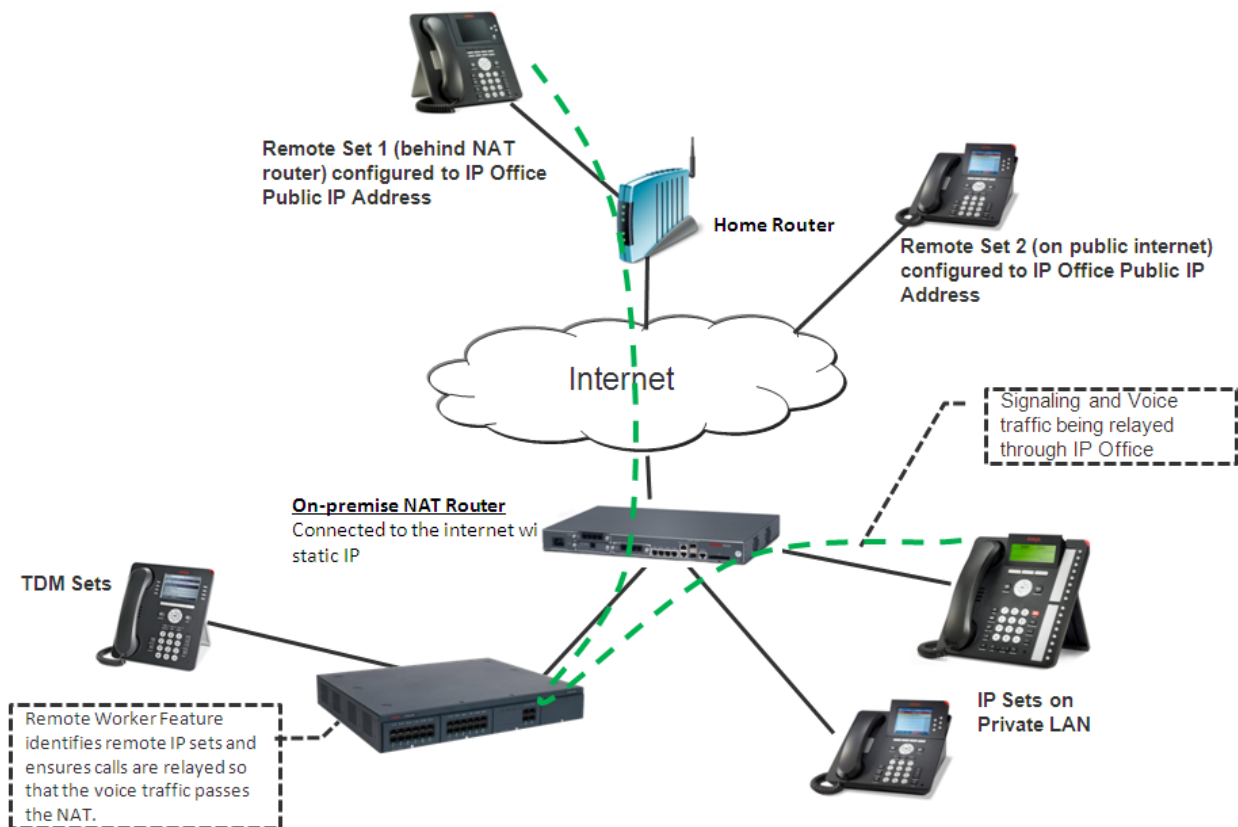 Remote Set 1 (behind NAT
router) configured to IP Office
Public IP Address
Home Router
Remote Set 2 (on public internet)
configured to IP Office Public IP
Address
Internet
Signaling and Voice
traffic being relayed
through IP Office
On-premise NAT Router
Connected to the internet wi
static IP
TDM Sets
IP Sets on
Private LAN
Remote Worker Feature
identifies remote IP sets and
ensures calls are relayed so
that the voice traffic passes
the NAT.